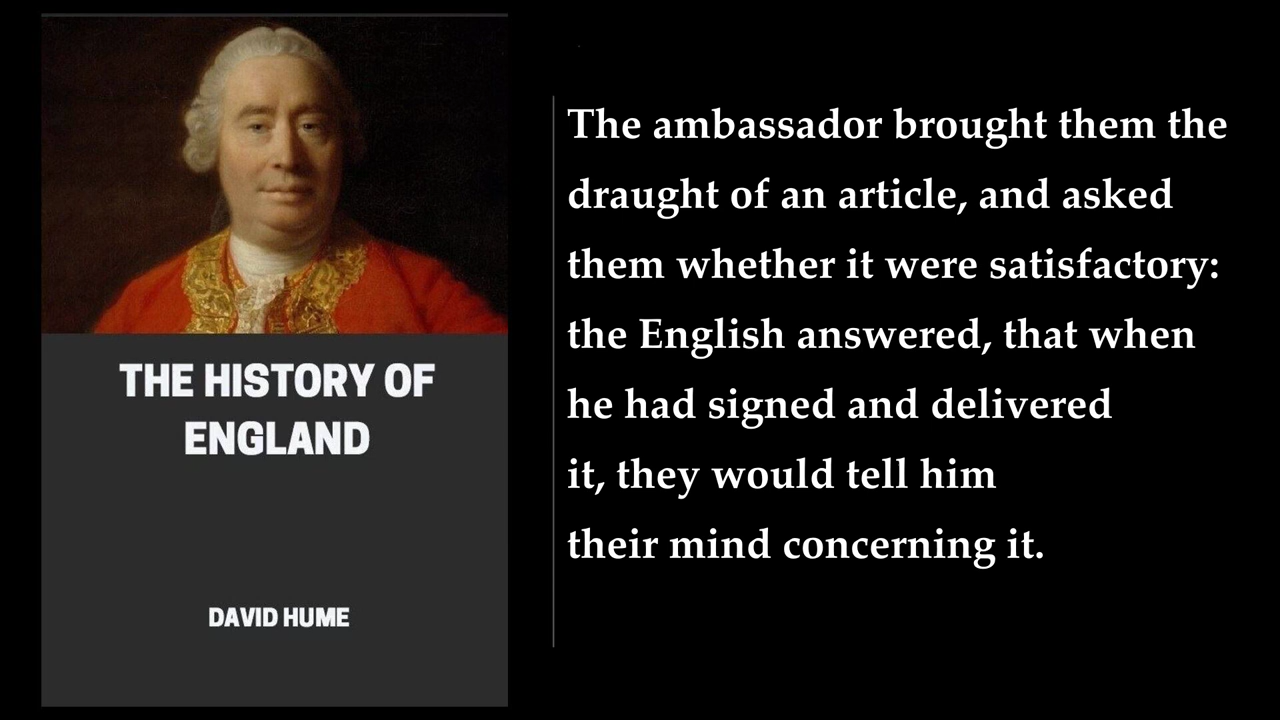 THE HISTORY OF
ENGLAND
DAVID HUME
The ambassador brought them the
draught of an article, and asked
them whether it were satisfactory:
the English answered, that when
he had signed and delivered
it, they would tell him
their mind concerning it.